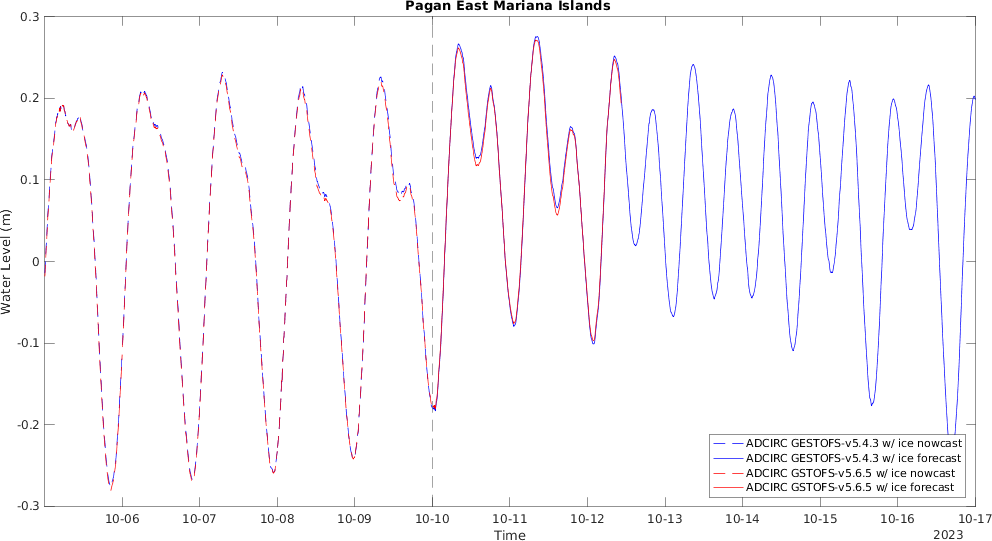 Pagan East Mariana Islands
0.3
0.2
0.1
0
-0.1
-0.2
-0.3
Water Level (m)
ADCIRC GESTOFS-v5.4.3 w/ ice nowcast
ADCIRC GESTOFS-v5.4.3 w/ ice forecast
ADCIRC GSTOFS-v5.6.5 w/ ice nowcast
ADCIRC GSTOFS-v5.6.5 w/ ice forecast
10-06 10-07 10-08 10-09 10-10 10-11 10-12 10-13 10-14 10-15 10-16 10-17
Time
2023